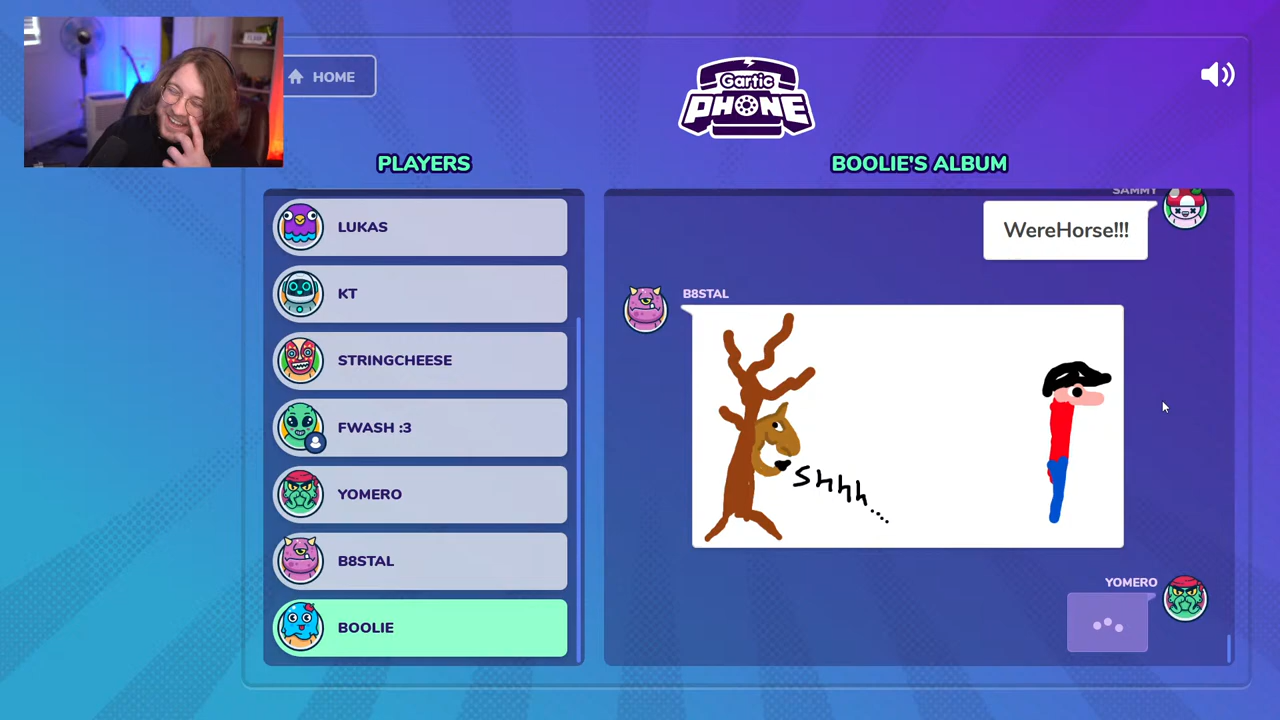 HOME
Gartic
PHONE
PLAYERS
LUKAS
KT
STRINGCHEESE
FWASH :3
YOMERO
B8STAL
BOOLIE
BOOLIE'S ALBUM
SAMMY
WereHorse!!!
B8STAL
Shhh....
YOMERO